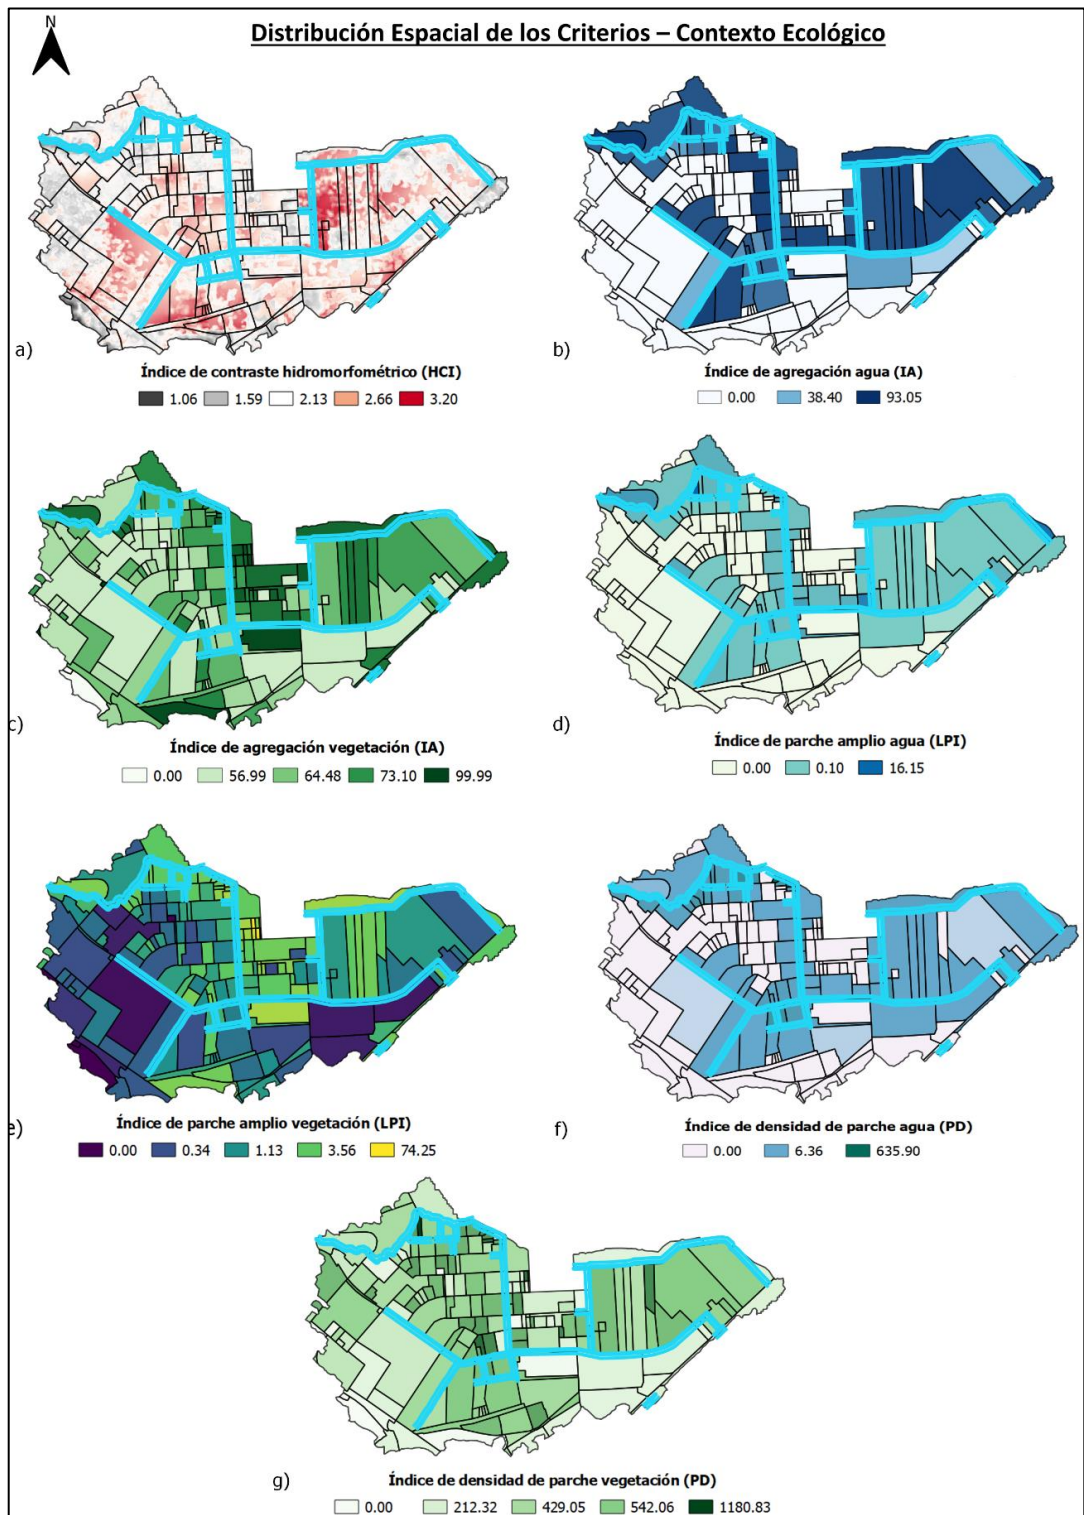 N
Distribución Espacial de los Criterios – Contexto Ecológico
a)
Índice de contraste hidromorfométrico (HCI)
1.06 1.59 2.13 2.66 3.20
b)
Índice de agregación agua (IA)
0.00 38.40 93.05
c)
Índice de agregación vegetación (IA)
0.00 56.99 64.48 73.10 99.99
d)
Índice de parche amplio agua (LPI)
0.00 0.10 16.15
e)
Índice de parche amplio vegetación (LPI)
0.00 0.34 1.13 3.56 74.25
f)
Índice de densidad de parche agua (PD)
0.00 6.36 635.90
g)
Índice de densidad de parche vegetación (PD)
0.00 212.32 429.05 542.06 1180.83